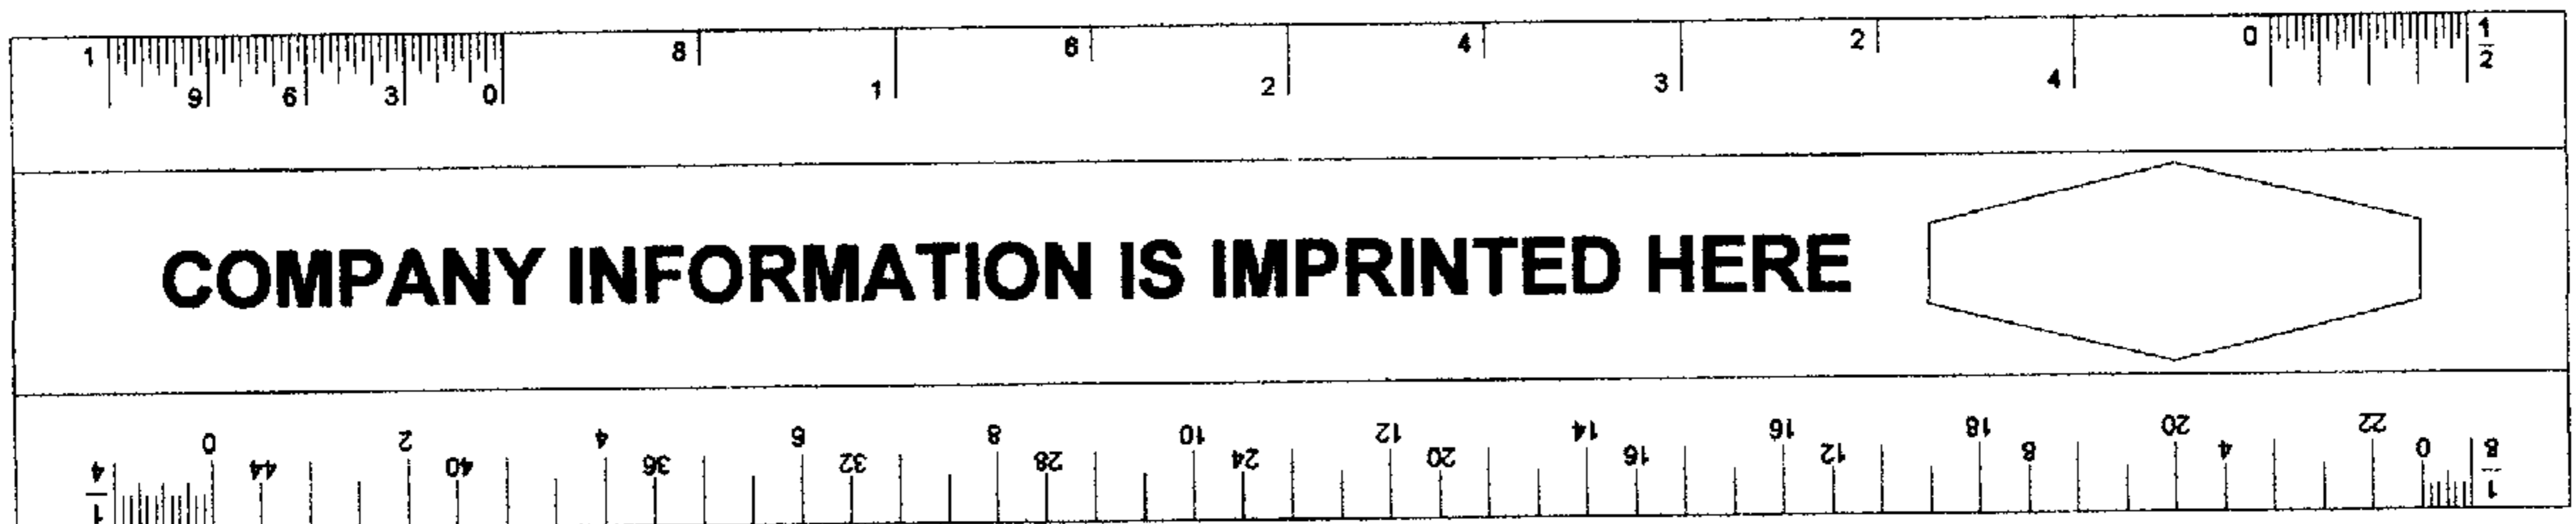 1 8 6 4 2 0 1/2
9 6 3 0 1 2 3 4
COMPANY INFORMATION IS IMPRINTED HERE
0 2 4 6 8 10 12 14 16 18 20 22
1/4 44 40 36 32 28 24 20 16 12 8 4 0 1/8